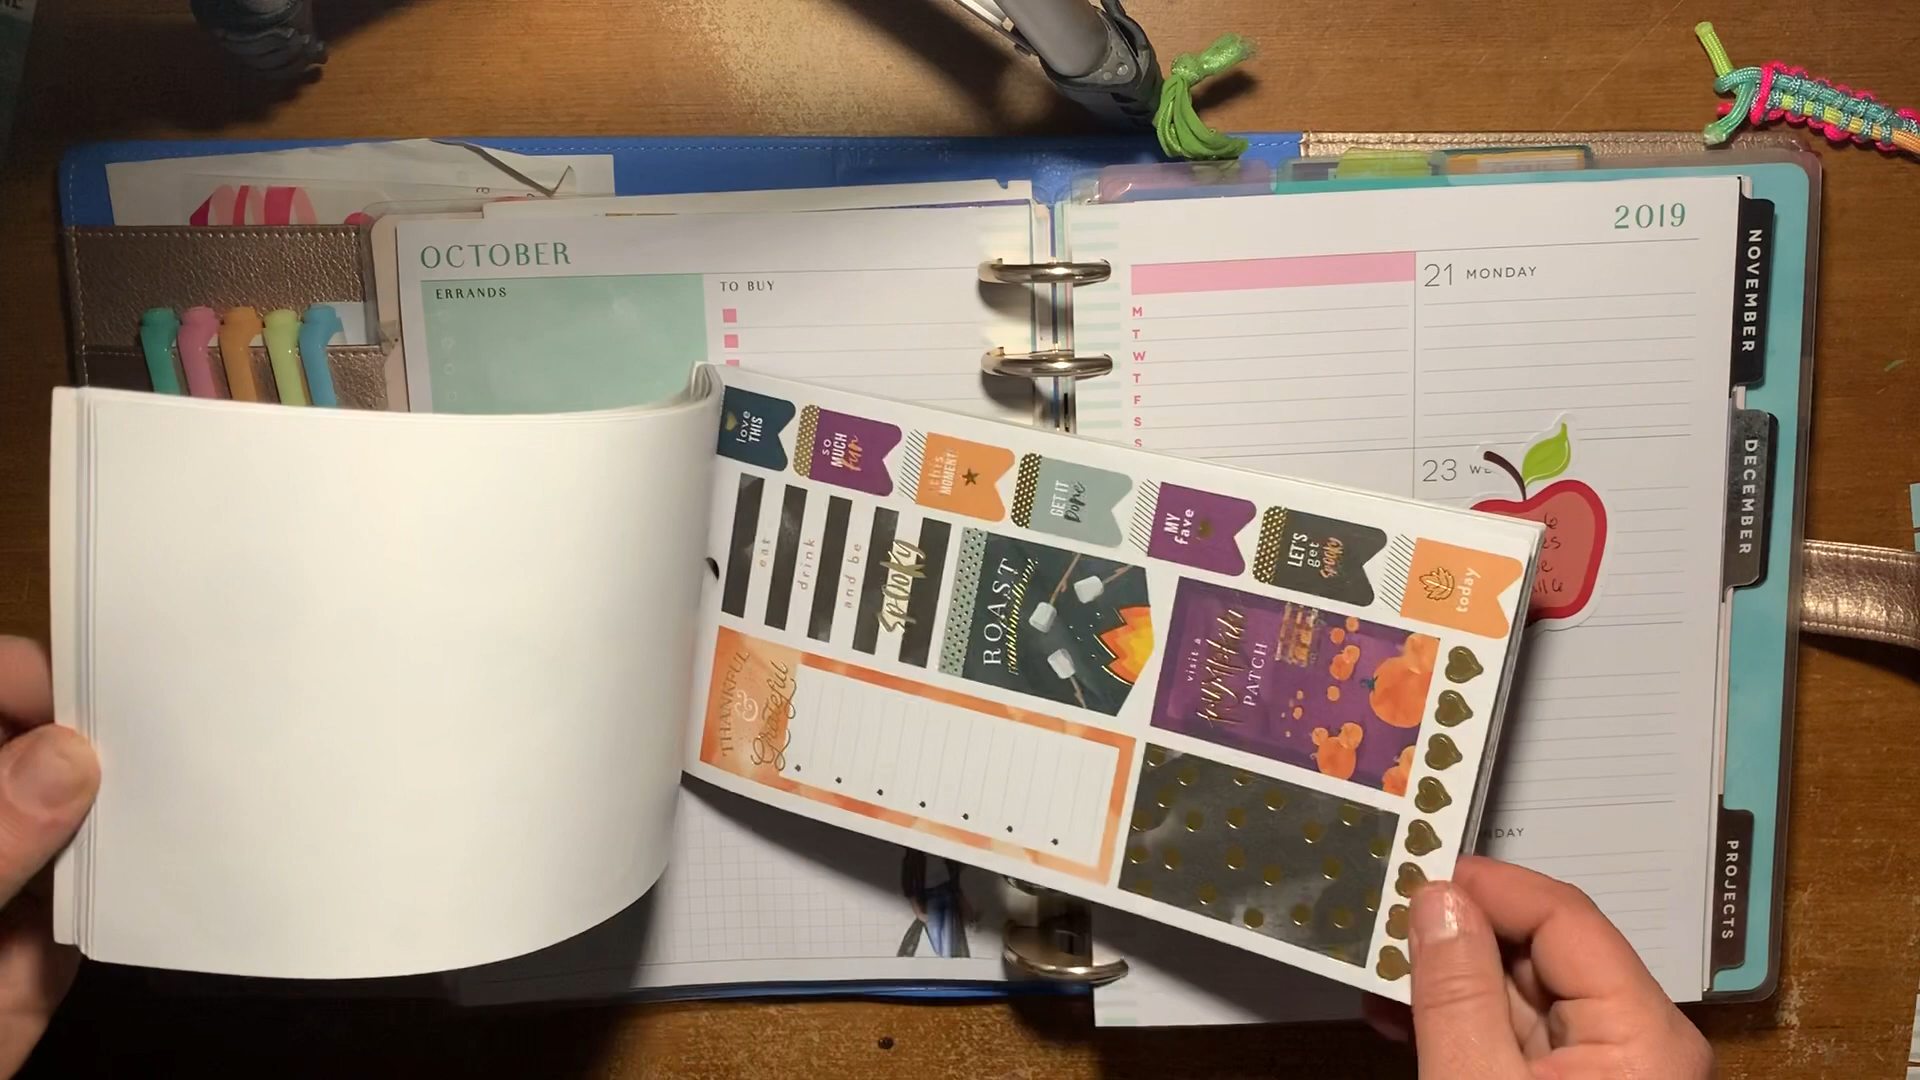 OCTOBER
ERRANDS
TO BUY
2019
21 MONDAY
M
T
W
T
F
S
S
23
NOVEMBER
DECEMBER
PROJECTS
love
THIS
so
MUCH
fun
this
MOMENT
GET IT
Done
MY
fave
LET'S
get
SPOOKY
today
eat
drink
and be
spooky
ROAST
marshmallows
visit a
pumpkin
PATCH
THANKFUL
&
Grateful